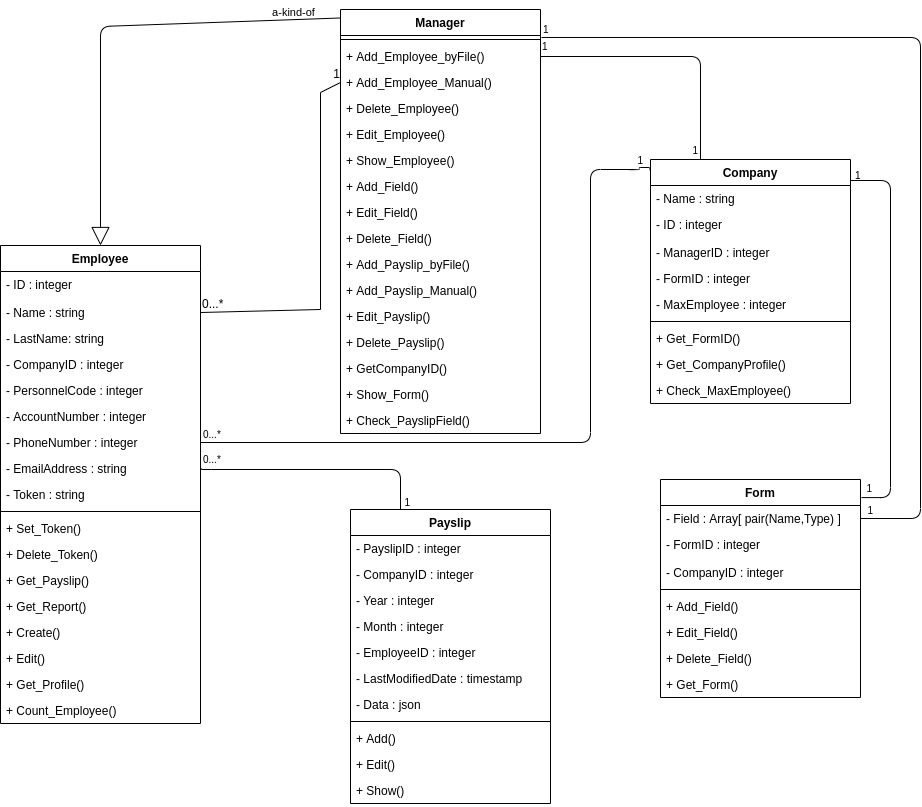 a-kind-of
Manager
+ Add_Employee_byFile()
+ Add_Employee_Manual()
+ Delete_Employee()
+ Edit_Employee()
+ Show_Employee()
+ Add_Field()
+ Edit_Field()
+ Delete_Field()
+ Add_Payslip_byFile()
+ Add_Payslip_Manual()
+ Edit_Payslip()
+ Delete_Payslip()
+ GetCompanyID()
+ Show_Form()
+ Check_PayslipField()
1
1
1
1
1
1
Company
- Name : string
- ID : integer
- ManagerID : integer
- FormID : integer
- MaxEmployee : integer
+ Get_FormID()
+ Get_CompanyProfile()
+ Check_MaxEmployee()
Employee
- ID : integer
- Name : string
- LastName: string
- CompanyID : integer
- PersonnelCode : integer
- AccountNumber : integer
- PhoneNumber : integer
- EmailAddress : string
- Token : string
+ Set_Token()
+ Delete_Token()
+ Get_Payslip()
+ Get_Report()
+ Create()
+ Edit()
+ Get_Profile()
+ Count_Employee()
0...*
0...*
0...*
1
Payslip
- PayslipID : integer
- CompanyID : integer
- Year : integer
- Month : integer
- EmployeeID : integer
- LastModifiedDate : timestamp
- Data : json
+ Add()
+ Edit()
+ Show()
1
1
Form
- Field : Array[ pair(Name,Type) ]
- FormID : integer
- CompanyID : integer
+ Add_Field()
+ Edit_Field()
+ Delete_Field()
+ Get_Form()